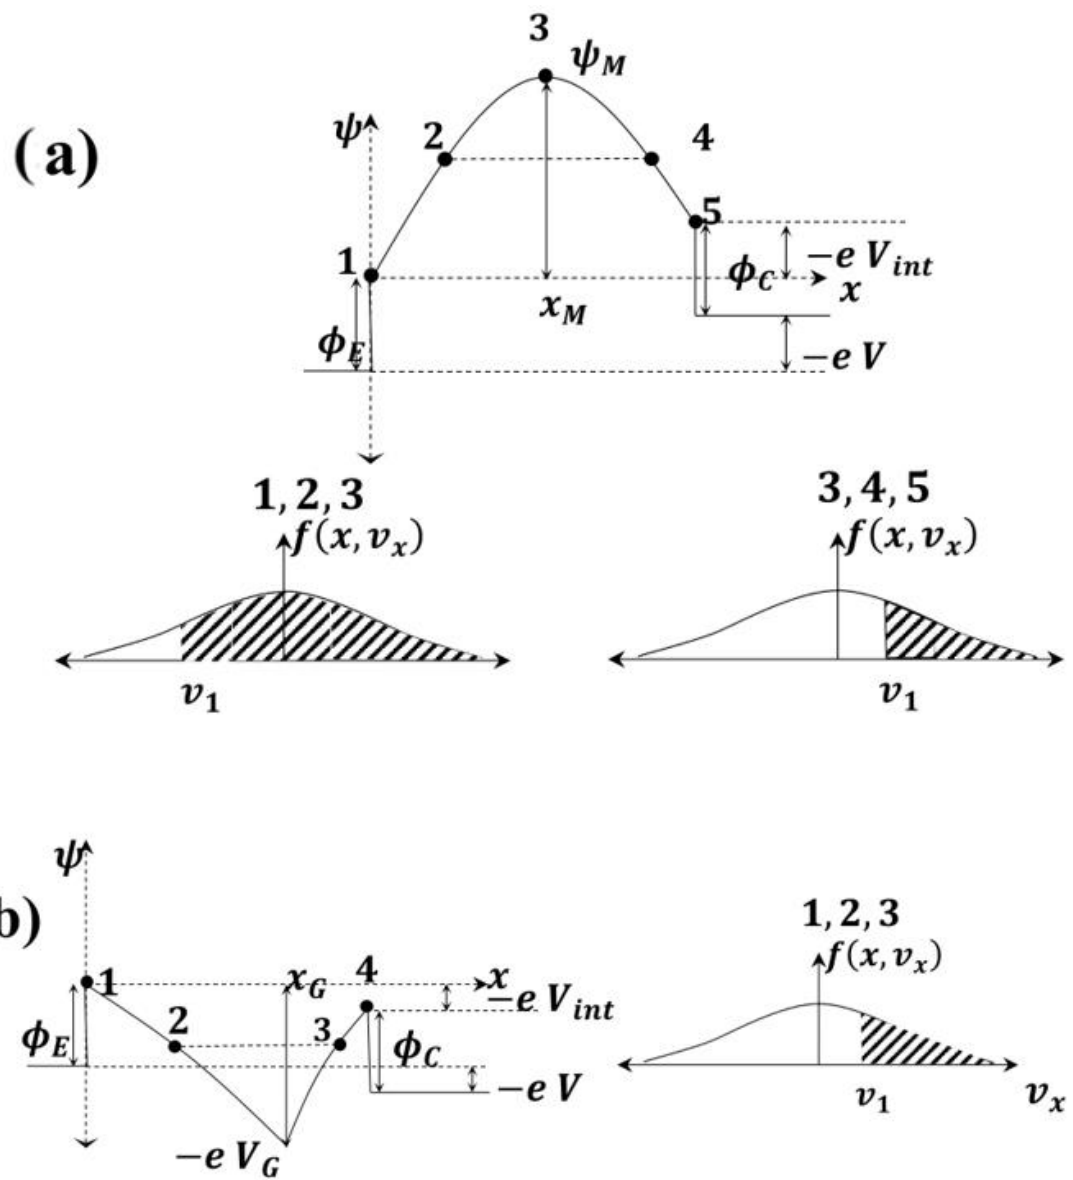 3
ψ_M
(a)
ψ
2
4
1
5
−e V_int
ϕ_C
x
x_M
ϕ_E
−e V
1, 2, 3
f(x, v_x)
v_1
3, 4, 5
f(x, v_x)
v_1
ψ
b)
1
x_G
4
x
−e V_int
2
3
ϕ_E
ϕ_C
−e V
−e V_G
1, 2, 3
f(x, v_x)
v_1
v_x